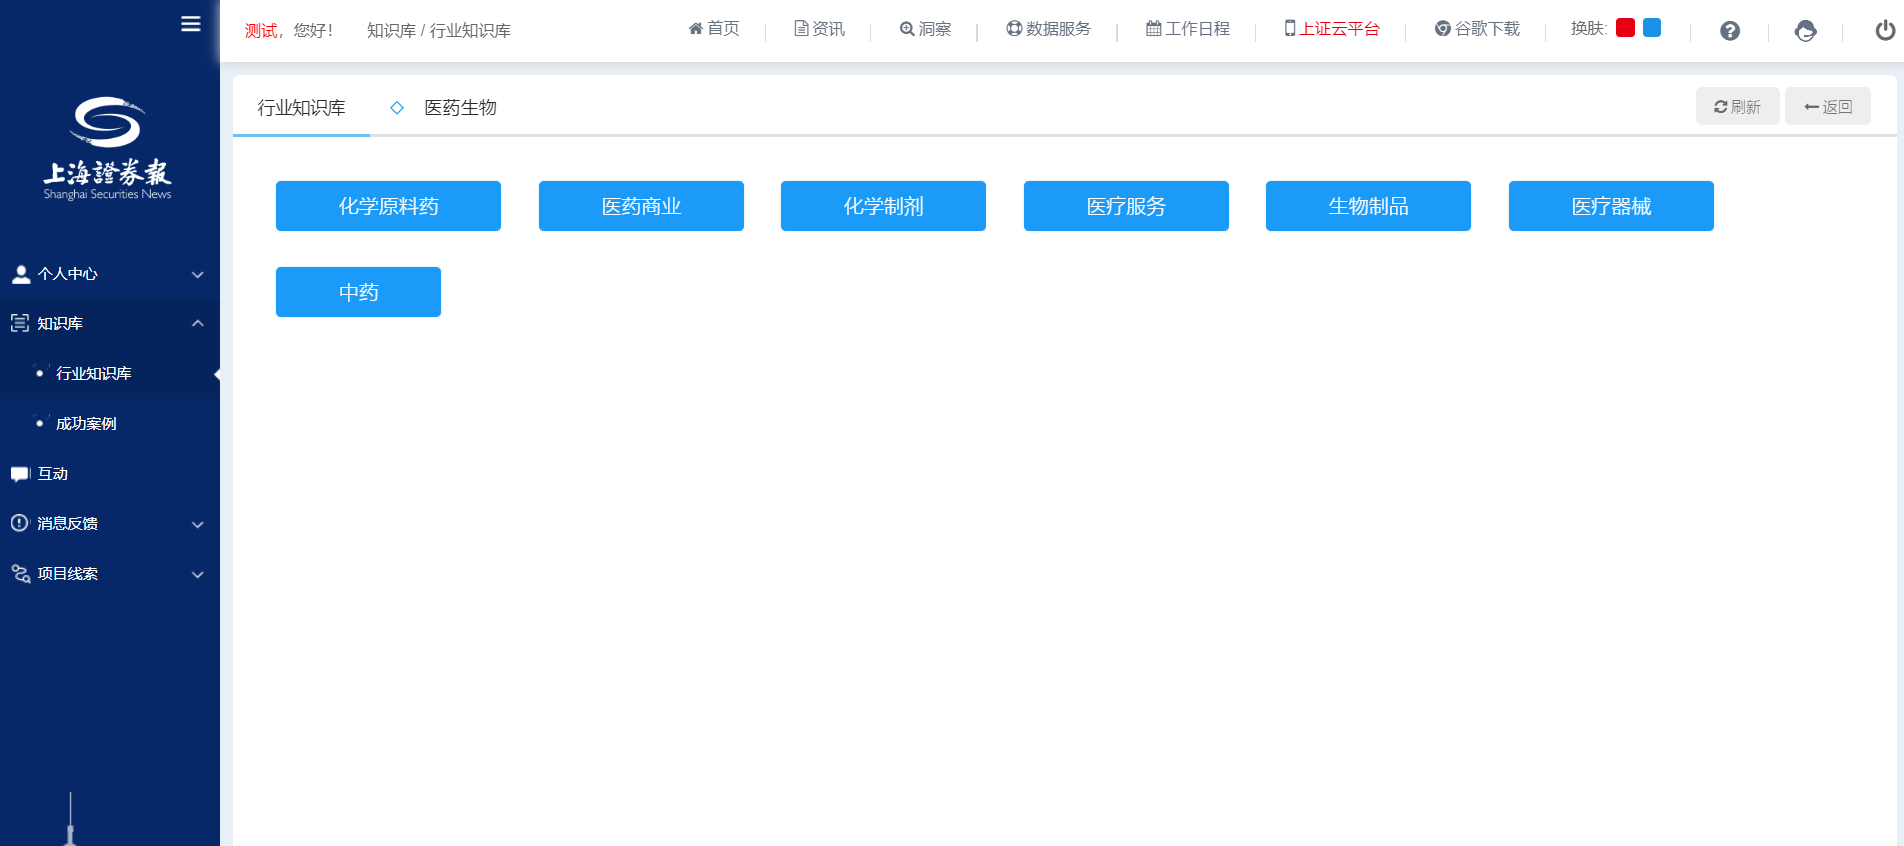 测试，您好！ 知识库 / 行业知识库 首页 资讯 洞察 数据服务 工作日程 上证云平台 谷歌下载 换肤:
上海證券報
Shanghai Securities News
个人中心
知识库
行业知识库
成功案例
互动
消息反馈
项目线索
行业知识库 医药生物 刷新 返回
化学原料药 医药商业 化学制剂 医疗服务 生物制品 医疗器械
中药